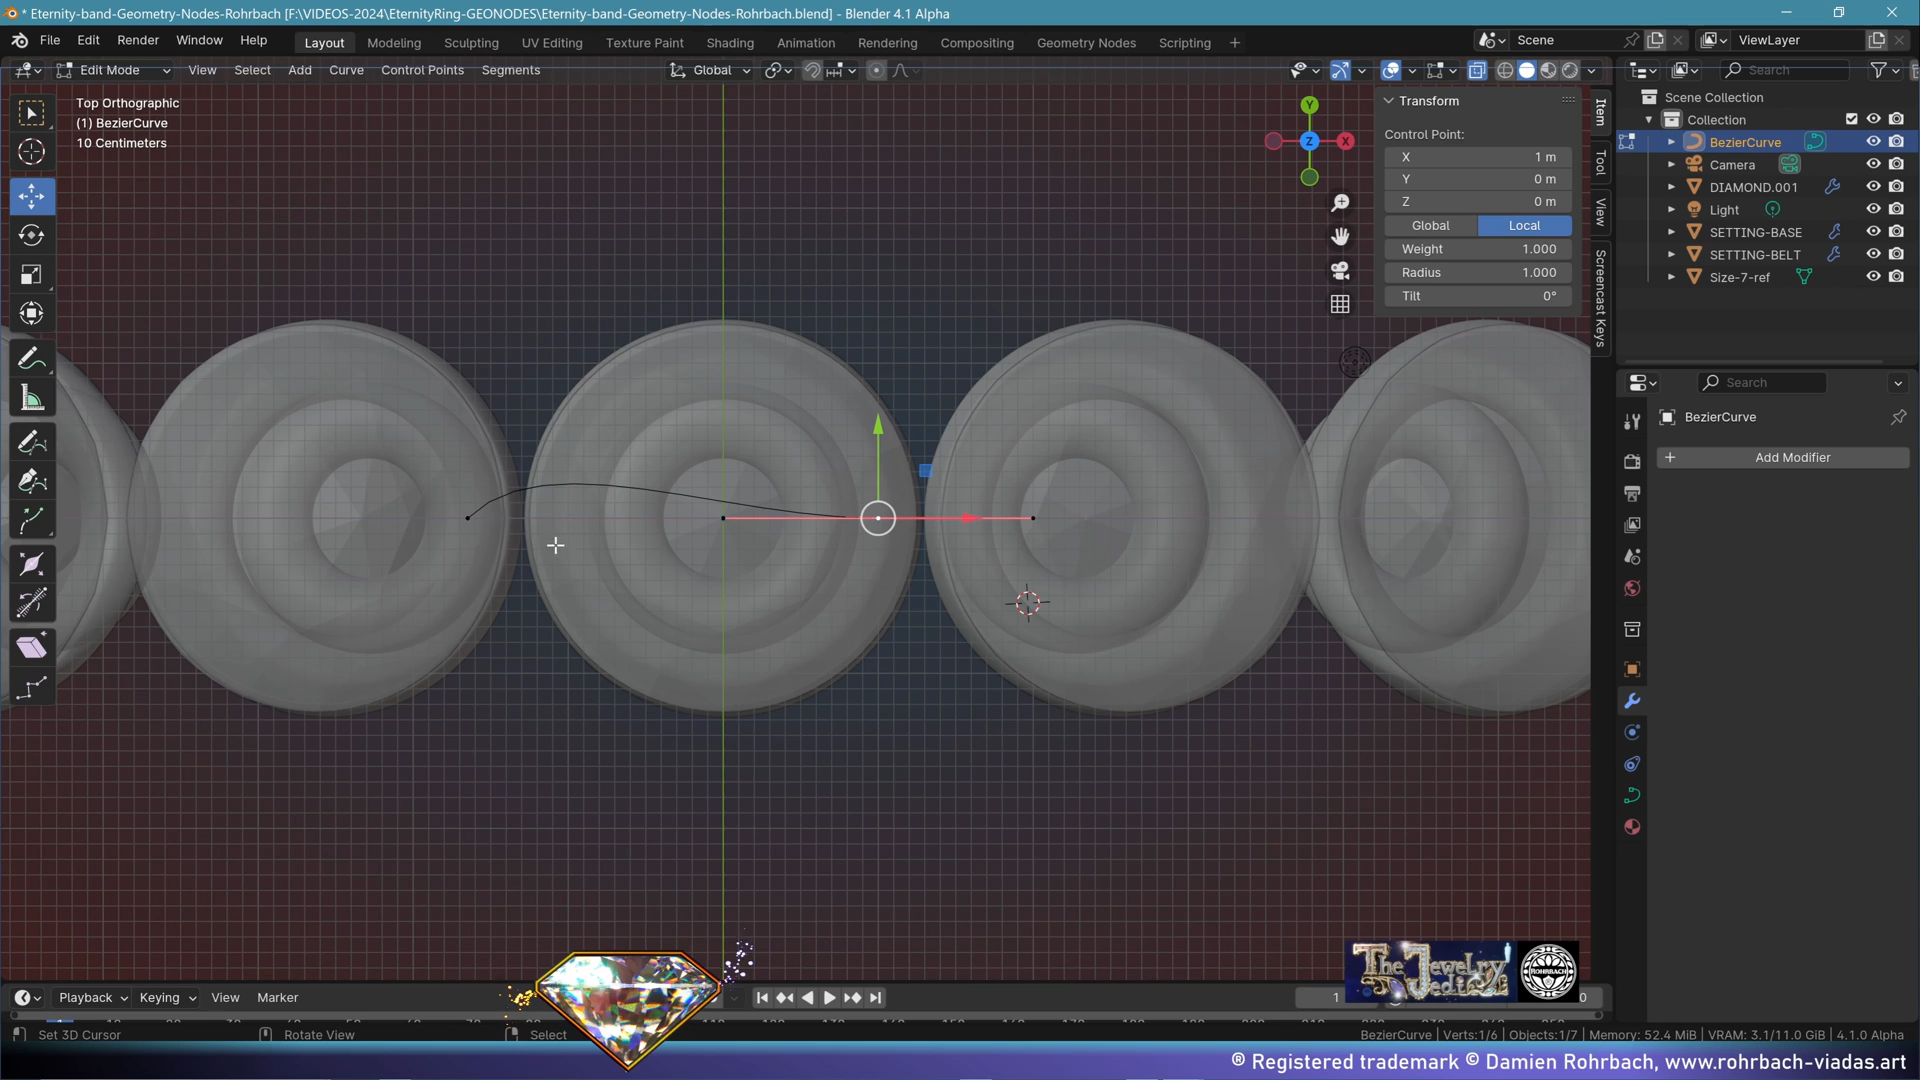 * Eternity-band-Geometry-Nodes-Rohrbach [F:\VIDEOS-2024\EternityRing-GEONODES\Eternity-band-Geometry-Nodes-Rohrbach.blend] - Blender 4.1 Alpha
File Edit Render Window Help Layout Modeling Sculpting UV Editing Texture Paint Shading Animation Rendering Compositing Geometry Nodes Scripting + Scene ViewLayer
Edit Mode View Select Add Curve Control Points Segments Global Search
Top Orthographic
(1) BezierCurve
10 Centimeters
Y
Z
X
Transform
Control Point:
X 1 m
Y 0 m
Z 0 m
Global Local
Weight 1.000
Radius 1.000
Tilt 0°
Item
Tool
View
Screencast Keys
Scene Collection
Collection
BezierCurve
Camera
DIAMOND.001
Light
SETTING-BASE
SETTING-BELT
Size-7-ref
Search
BezierCurve
+ Add Modifier
The Jewelry
ROHRBACH
Playback Keying View Marker 1
Set 3D Cursor Rotate View Select BezierCurve | Verts:1/6 | Objects:1/7 | Memory: 52.4 MiB | VRAM: 3.1/11.0 GiB | 4.1.0 Alpha
® Registered trademark © Damien Rohrbach, www.rohrbach-viadas.art